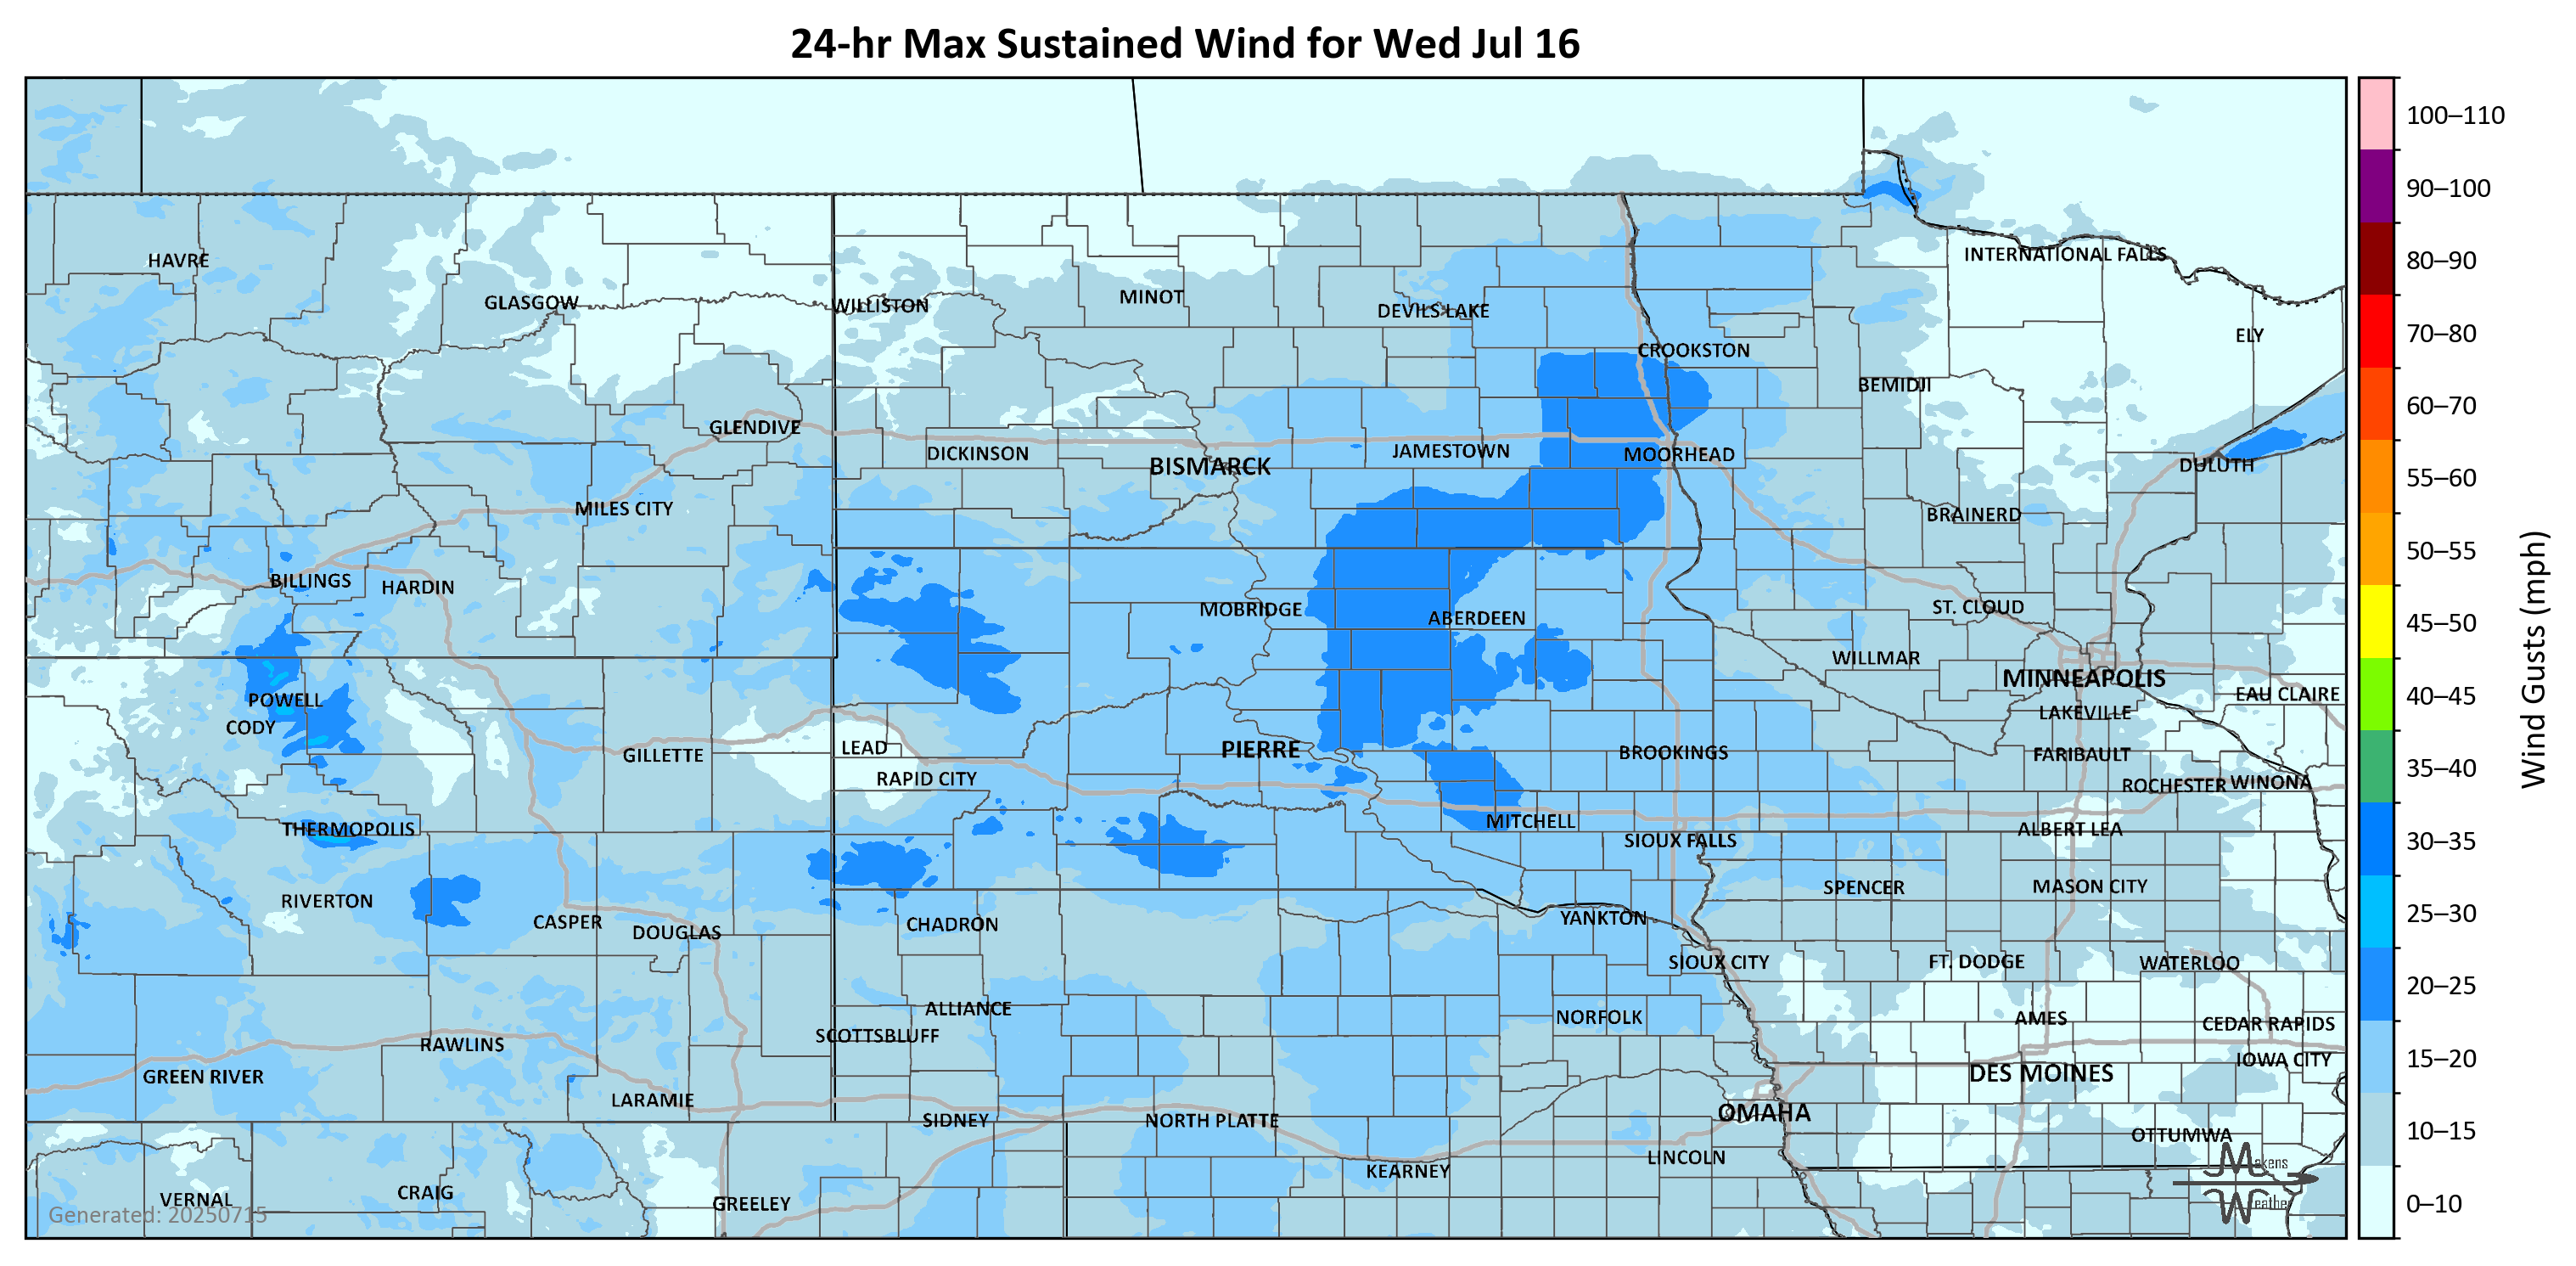 24-hr Max Sustained Wind for Wed Jul 16
100–110
90–100
80–90
70–80
60–70
55–60
50–55
45–50
40–45
35–40
30–35
25–30
20–25
15–20
10–15
0–10
Wind Gusts (mph)
HAVRE
INTERNATIONAL FALLS
GLASGOW
WILLISTON
MINOT
DEVILS LAKE
ELY
CROOKSTON
BEMIDJI
GLENDIVE
DICKINSON
BISMARCK
JAMESTOWN
MOORHEAD
DULUTH
MILES CITY
BRAINERD
BILLINGS
HARDIN
MOBRIDGE
ABERDEEN
ST. CLOUD
WILLMAR
MINNEAPOLIS
EAU CLAIRE
POWELL
CODY
LAKEVILLE
GILLETTE
LEAD
PIERRE
BROOKINGS
FARIBAULT
RAPID CITY
ROCHESTER
WINONA
THERMOPOLIS
MITCHELL
ALBERT LEA
SIOUX FALLS
RIVERTON
SPENCER
MASON CITY
CASPER
DOUGLAS
CHADRON
YANKTON
SIOUX CITY
FT. DODGE
WATERLOO
ALLIANCE
NORFOLK
AMES
CEDAR RAPIDS
SCOTTSBLUFF
RAWLINS
IOWA CITY
GREEN RIVER
DES MOINES
LARAMIE
SIDNEY
NORTH PLATTE
OMAHA
OTTUMWA
LINCOLN
KEARNEY
VERNAL
CRAIG
GREELEY
Makens
Weather
Generated: 20250715